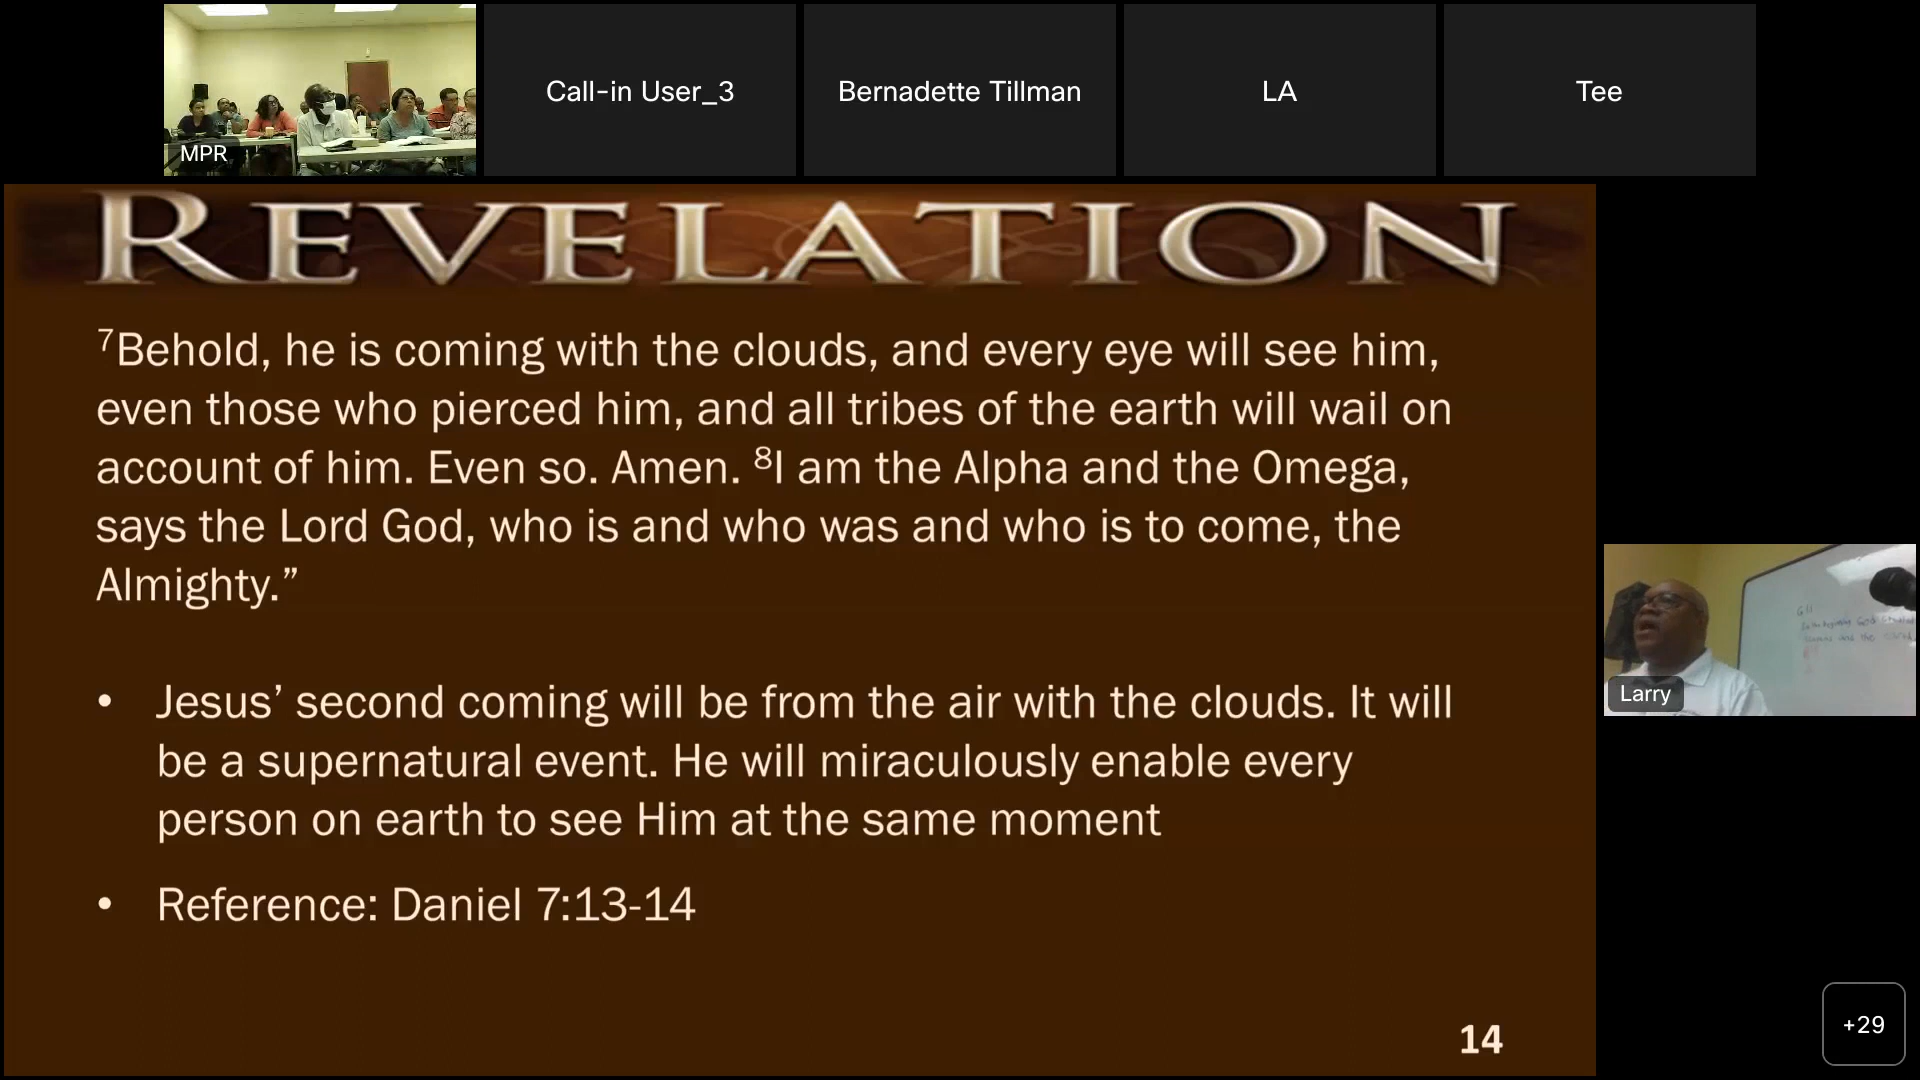 MPR
Call-in User_3
Bernadette Tillman
LA
Tee
REVELATION
⁷Behold, he is coming with the clouds, and every eye will see him,
even those who pierced him, and all tribes of the earth will wail on
account of him. Even so. Amen. ⁸I am the Alpha and the Omega,
says the Lord God, who is and who was and who is to come, the
Almighty.”
• Jesus’ second coming will be from the air with the clouds. It will
be a supernatural event. He will miraculously enable every
person on earth to see Him at the same moment
• Reference: Daniel 7:13-14
14
God
and the
Larry
+29